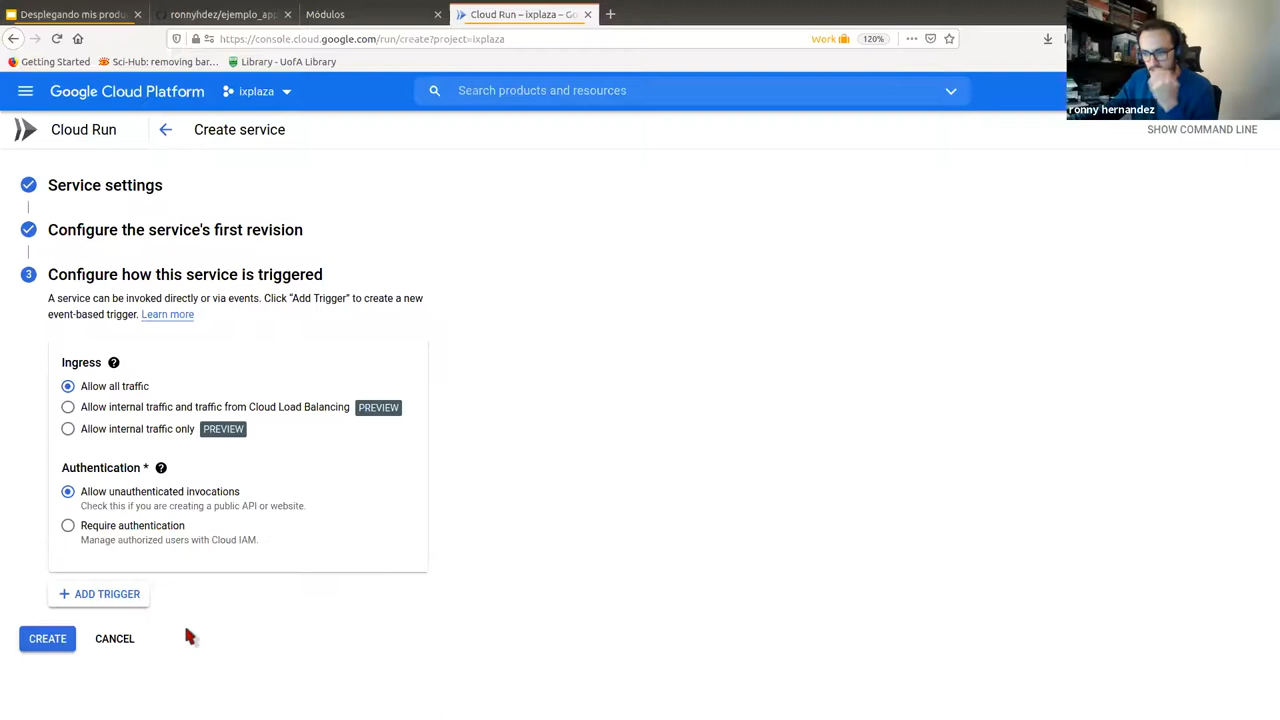 Desplegando mis produ
ronnyhdez/ejemplo_app
Módulos
Cloud Run – ixplaza – Go
https://console.cloud.google.com/run/create?project=ixplaza
Work
120%
Getting Started
Sci-Hub: removing bar…
Library - UofA Library
Google Cloud Platform
ixplaza
Search products and resources
ronny hernandez
Cloud Run
Create service
SHOW COMMAND LINE
Service settings
Configure the service's first revision
3
Configure how this service is triggered
A service can be invoked directly or via events. Click “Add Trigger” to create a new
event-based trigger. Learn more
Ingress ?
Allow all traffic
Allow internal traffic and traffic from Cloud Load Balancing PREVIEW
Allow internal traffic only PREVIEW
Authentication * ?
Allow unauthenticated invocations
Check this if you are creating a public API or website.
Require authentication
Manage authorized users with Cloud IAM.
+ ADD TRIGGER
CREATE
CANCEL